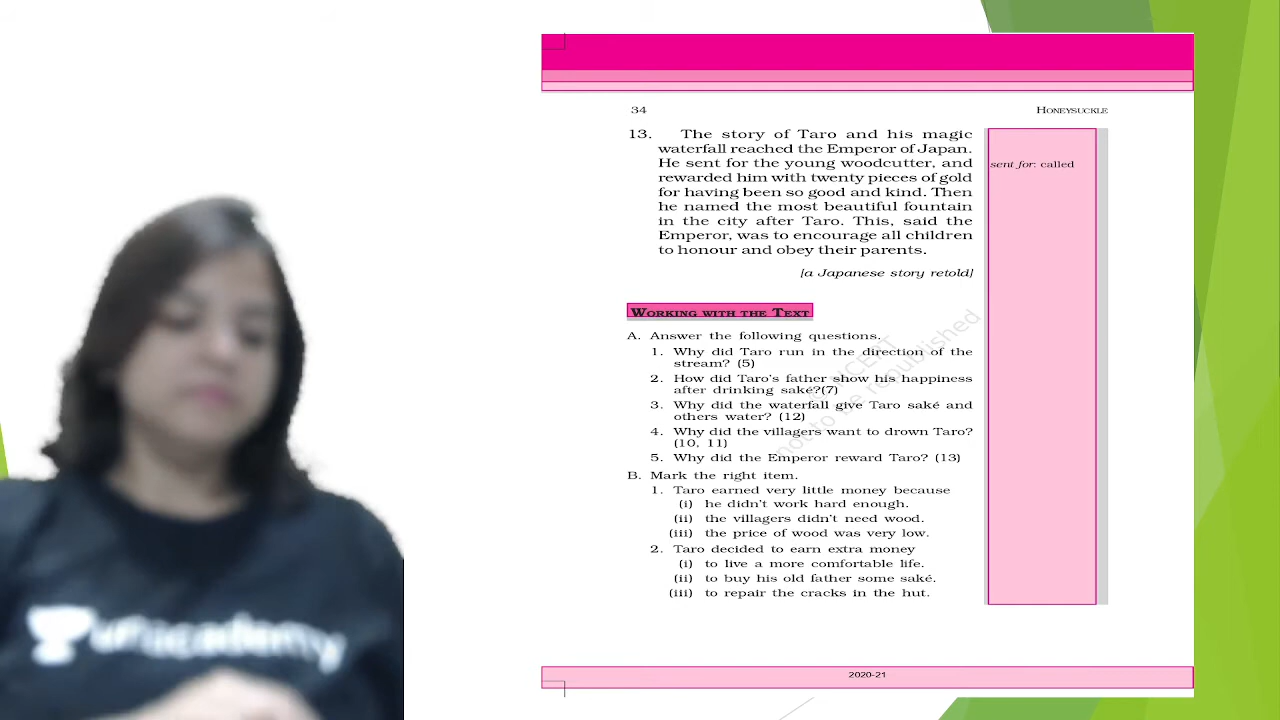 34
HONEYSUCKLE
13. The story of Taro and his magic
waterfall reached the Emperor of Japan.
He sent for the young woodcutter, and
rewarded him with twenty pieces of gold
for having been so good and kind. Then
he named the most beautiful fountain
in the city after Taro. This, said the
Emperor, was to encourage all children
to honour and obey their parents.
[a Japanese story retold]
sent for: called
WORKING WITH THE TEXT
A. Answer the following questions.
1. Why did Taro run in the direction of the
stream? (5)
2. How did Taro's father show his happiness
after drinking saké?(7)
3. Why did the waterfall give Taro saké and
others water? (12)
4. Why did the villagers want to drown Taro?
(10, 11)
5. Why did the Emperor reward Taro? (13)
B. Mark the right item.
1. Taro earned very little money because
(i) he didn't work hard enough.
(ii) the villagers didn't need wood.
(iii) the price of wood was very low.
2. Taro decided to earn extra money
(i) to live a more comfortable life.
(ii) to buy his old father some saké.
(iii) to repair the cracks in the hut.
not to be republished
2020-21
unacademy